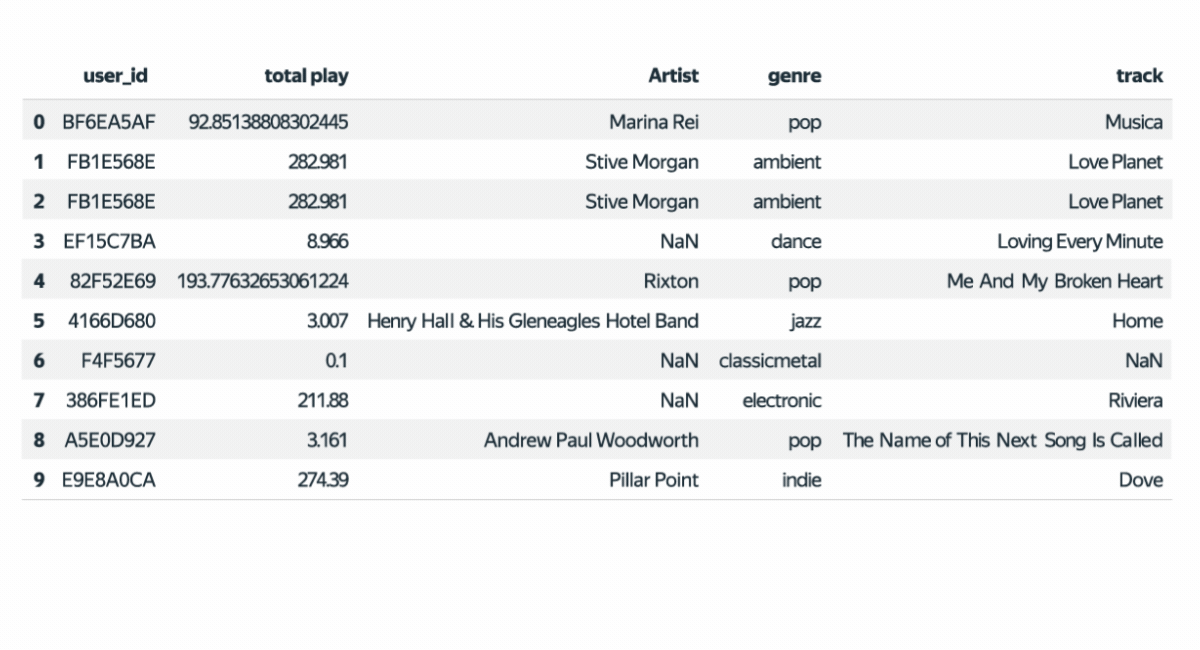 user_id total play Artist genre track
0 BF6EA5AF 92.85138808302445 Marina Rei pop Musica
1 FB1E568E 282.981 Stive Morgan ambient Love Planet
2 FB1E568E 282.981 Stive Morgan ambient Love Planet
3 EF15C7BA 8.966 NaN dance Loving Every Minute
4 82F52E69 193.77632653061224 Rixton pop Me And My Broken Heart
5 4166D680 3.007 Henry Hall & His Gleneagles Hotel Band jazz Home
6 F4F5677 0.1 NaN classicmetal NaN
7 386FE1ED 211.88 NaN electronic Riviera
8 A5E0D927 3.161 Andrew Paul Woodworth pop The Name of This Next Song Is Called
9 E9E8A0CA 274.39 Pillar Point indie Dove